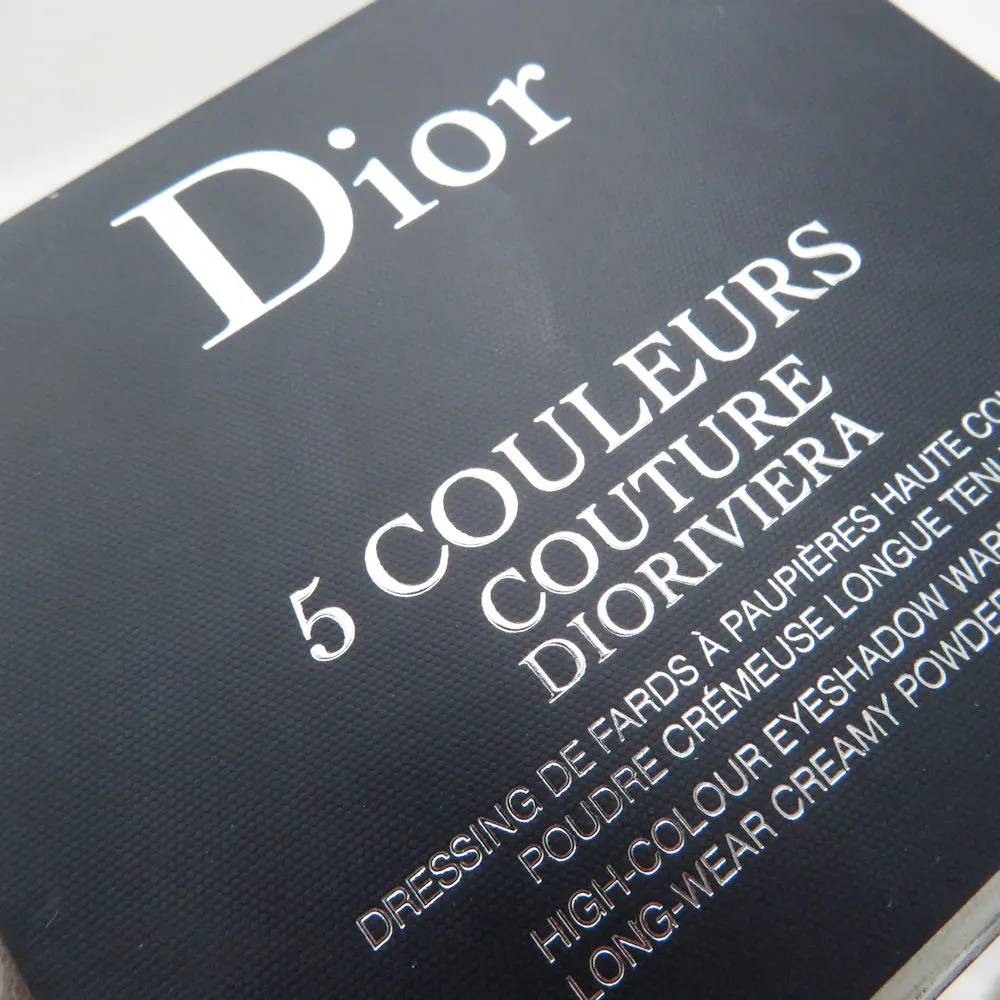 Dior
5 COULEURS
COUTURE
DIORIVIERA
DRESSING DE FARDS À PAUPIÈRES HAUTE
POUDRE CRÉMEUSE LONGUE
HIGH-COLOUR EYESHADOW
LONG-WEAR CREAMY POWDER